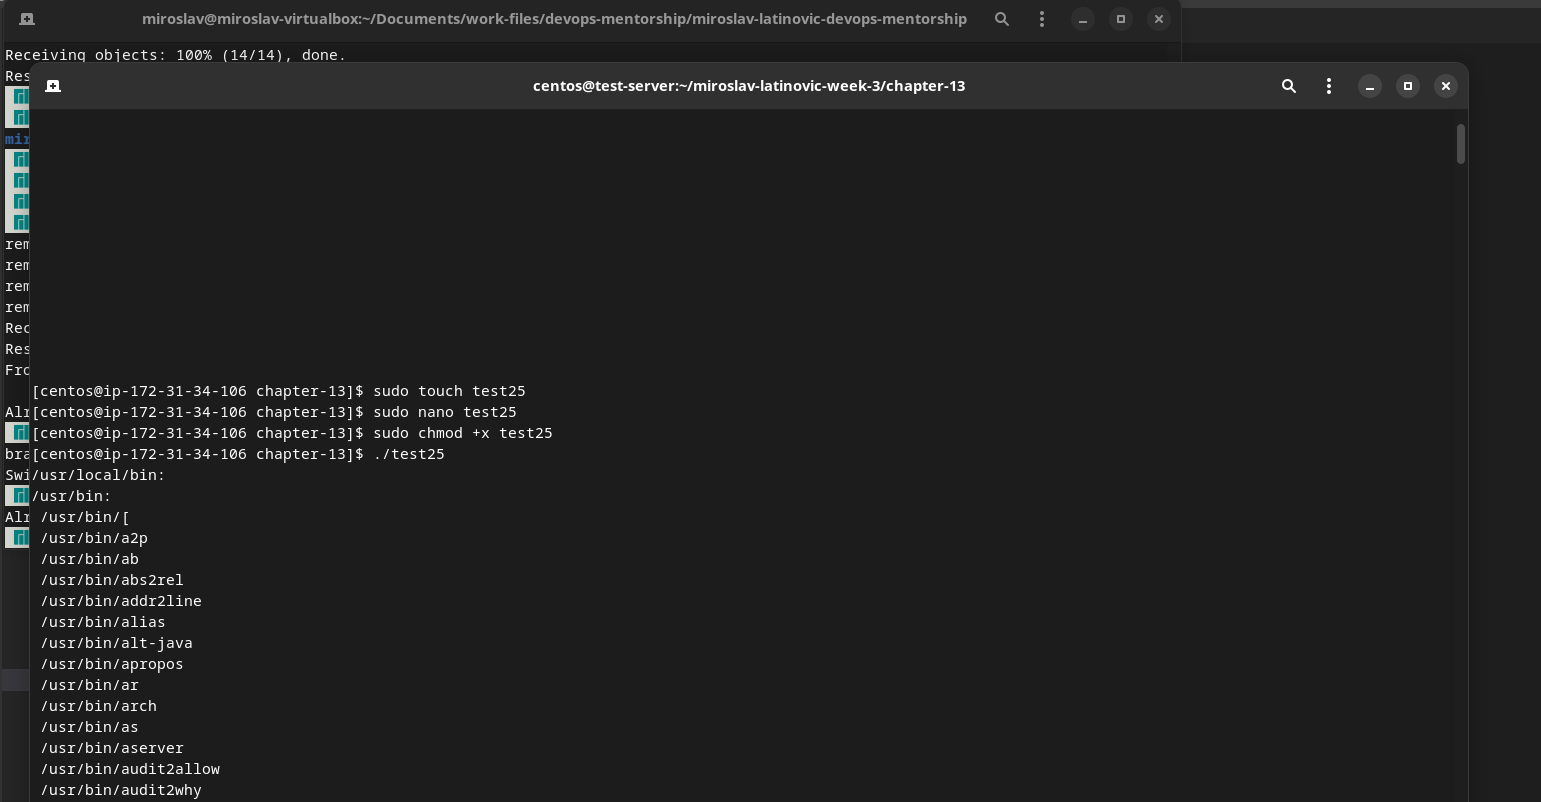 miroslav@miroslav-virtualbox:~/Documents/work-files/devops-mentorship/miroslav-latinovic-devops-mentorship
Receiving objects: 100% (14/14), done.
Res
mir
rem
rem
rem
rem
Rec
Res
Fro
Alr
bra
Swi
Alr
centos@test-server:~/miroslav-latinovic-week-3/chapter-13
[centos@ip-172-31-34-106 chapter-13]$ sudo touch test25
[centos@ip-172-31-34-106 chapter-13]$ sudo nano test25
[centos@ip-172-31-34-106 chapter-13]$ sudo chmod +x test25
[centos@ip-172-31-34-106 chapter-13]$ ./test25
/usr/local/bin:
/usr/bin:
/usr/bin/[
/usr/bin/a2p
/usr/bin/ab
/usr/bin/abs2rel
/usr/bin/addr2line
/usr/bin/alias
/usr/bin/alt-java
/usr/bin/apropos
/usr/bin/ar
/usr/bin/arch
/usr/bin/as
/usr/bin/aserver
/usr/bin/audit2allow
/usr/bin/audit2why